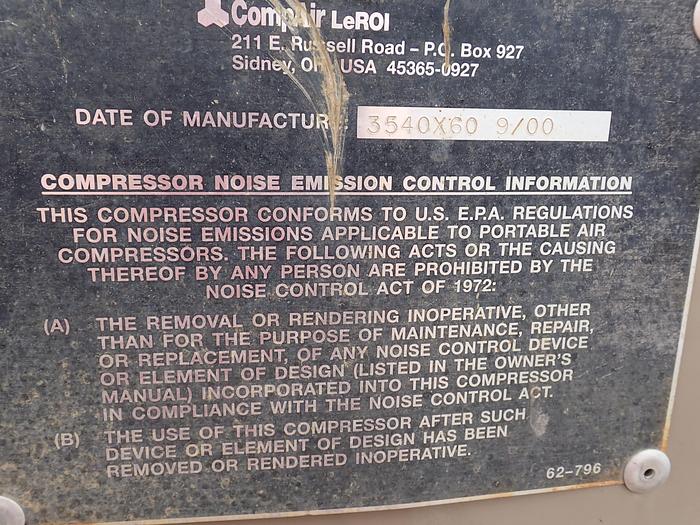 CompAir LeROI
211 E. Russell Road – P.O. Box 927
Sidney, OH USA 45365-0927
DATE OF MANUFACTURE: 3540X60 9/00
COMPRESSOR NOISE EMISSION CONTROL INFORMATION
THIS COMPRESSOR CONFORMS TO U.S. E.P.A. REGULATIONS
FOR NOISE EMISSIONS APPLICABLE TO PORTABLE AIR
COMPRESSORS. THE FOLLOWING ACTS OR THE CAUSING
THEREOF BY ANY PERSON ARE PROHIBITED BY THE
NOISE CONTROL ACT OF 1972:
(A) THE REMOVAL OR RENDERING INOPERATIVE, OTHER
THAN FOR THE PURPOSE OF MAINTENANCE, REPAIR,
OR REPLACEMENT, OF ANY NOISE CONTROL DEVICE
OR ELEMENT OF DESIGN (LISTED IN THE OWNER'S
MANUAL) INCORPORATED INTO THIS COMPRESSOR
IN COMPLIANCE WITH THE NOISE CONTROL ACT.
(B) THE USE OF THIS COMPRESSOR AFTER SUCH
DEVICE OR ELEMENT OF DESIGN HAS BEEN
REMOVED OR RENDERED INOPERATIVE.
62-796